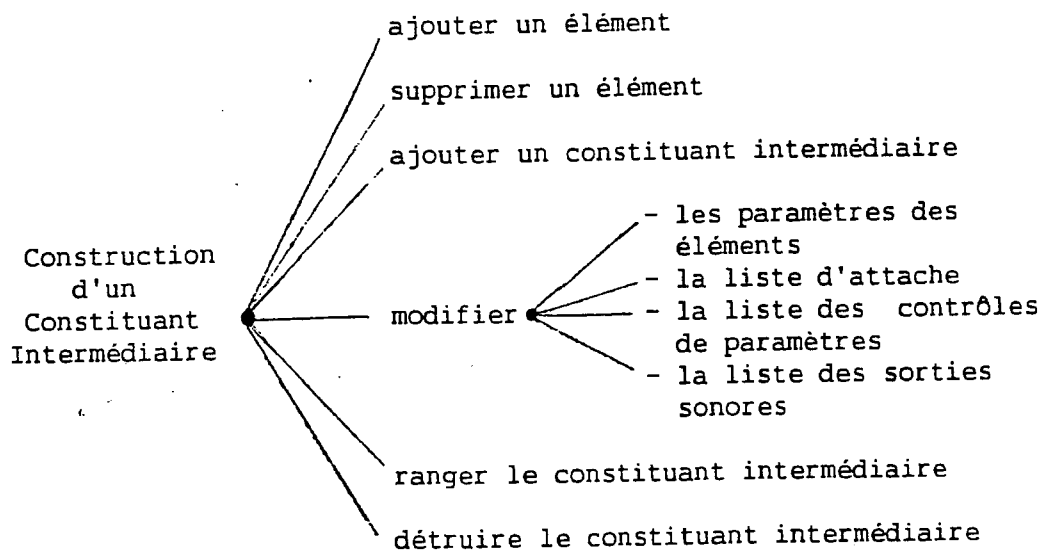 ajouter un élément
supprimer un élément
ajouter un constituant intermédiaire
Construction
d'un
Constituant
Intermédiaire
modifier
- les paramètres des
éléments
- la liste d'attache
- la liste des contrôles
de paramètres
- la liste des sorties
sonores
ranger le constituant intermédiaire
détruire le constituant intermédiaire